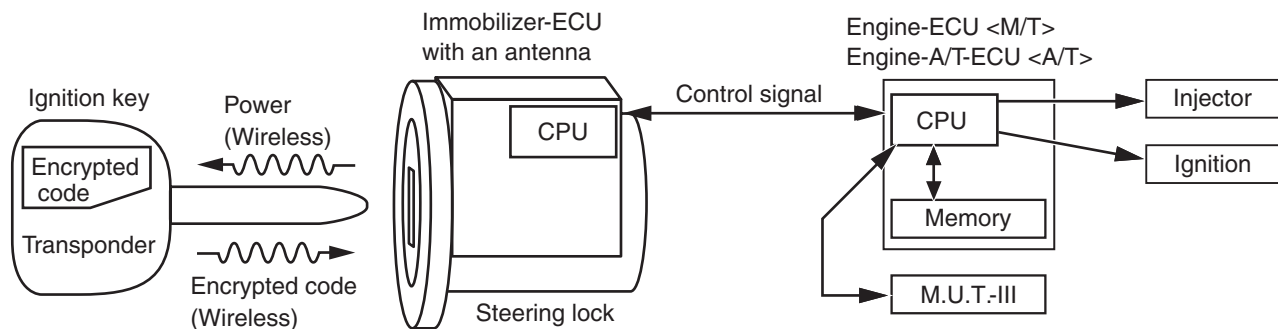 Immobilizer-ECU
with an antenna
Engine-ECU <M/T>
Engine-A/T-ECU <A/T>
Ignition key
Power
(Wireless)
Control signal
CPU
CPU
Injector
Encrypted
code
Ignition
Transponder
Memory
Encrypted code
(Wireless)
Steering lock
M.U.T.-III